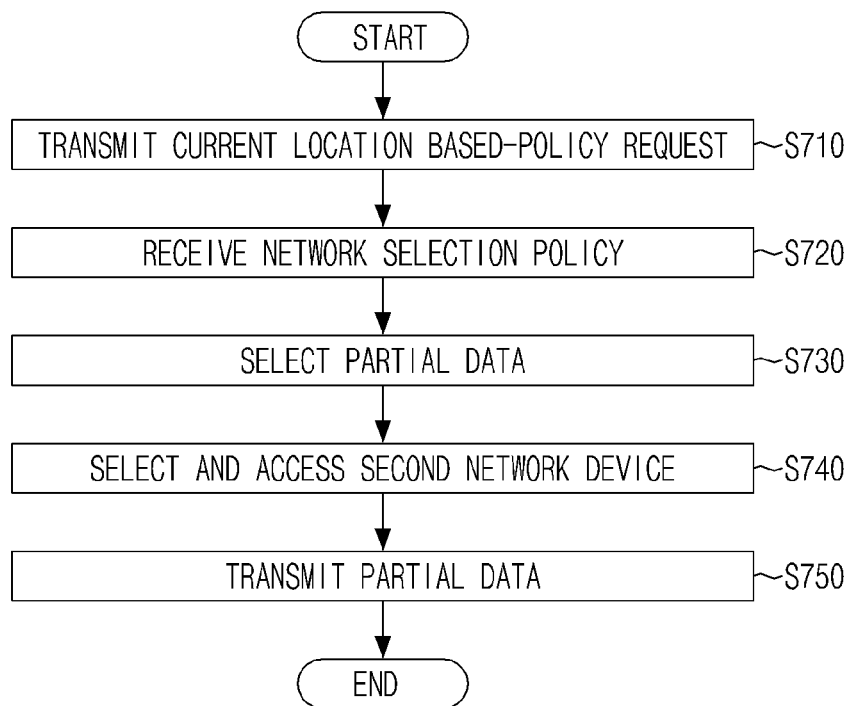 START
TRANSMIT CURRENT LOCATION BASED-POLICY REQUEST S710
RECEIVE NETWORK SELECTION POLICY S720
SELECT PARTIAL DATA S730
SELECT AND ACCESS SECOND NETWORK DEVICE S740
TRANSMIT PARTIAL DATA S750
END